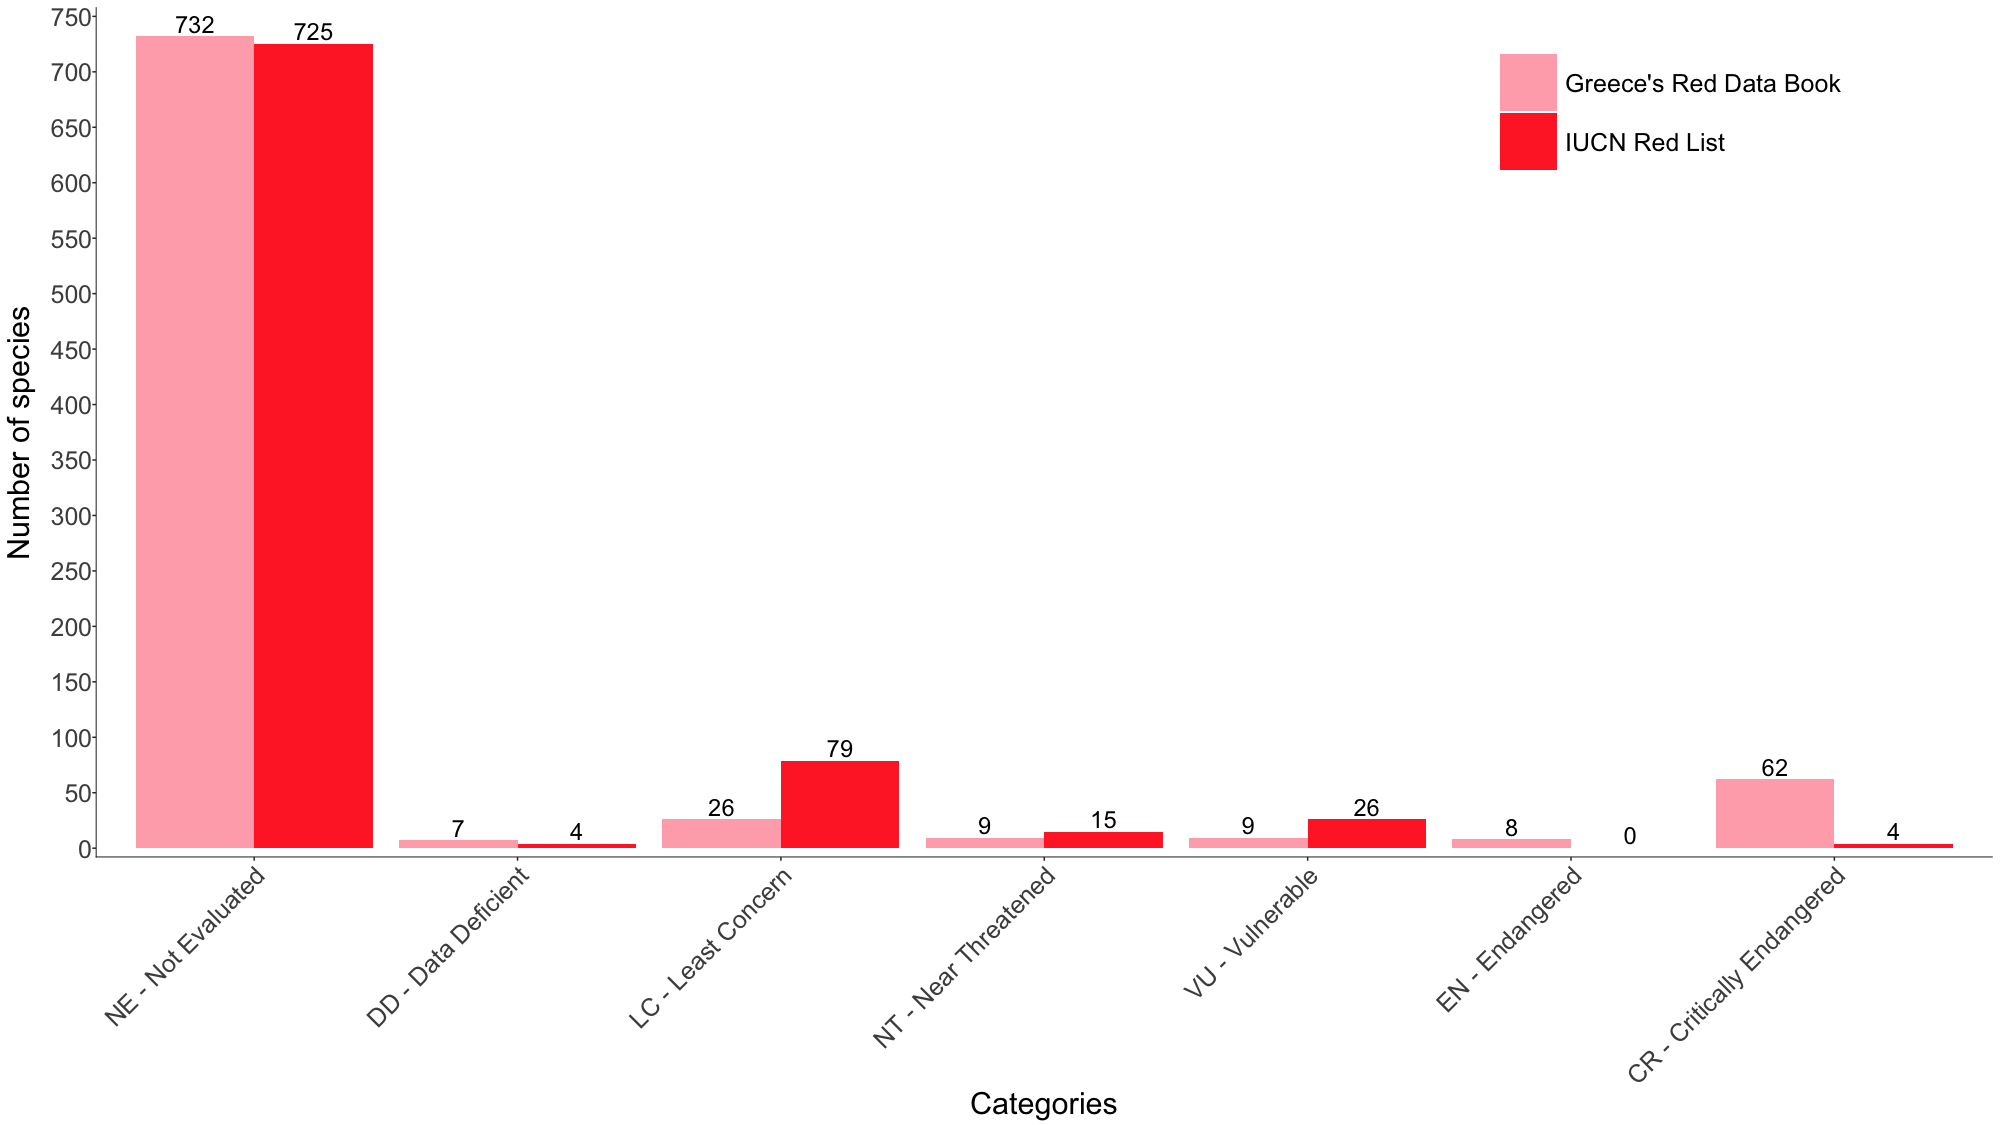 750
700
650
600
550
500
450
400
350
300
250
200
150
100
50
0
Number of species
732
725
7
4
26
79
9
15
9
26
8
0
62
4
Greece's Red Data Book
IUCN Red List
NE - Not Evaluated
DD - Data Deficient
LC - Least Concern
NT - Near Threatened
VU - Vulnerable
EN - Endangered
CR - Critically Endangered
Categories